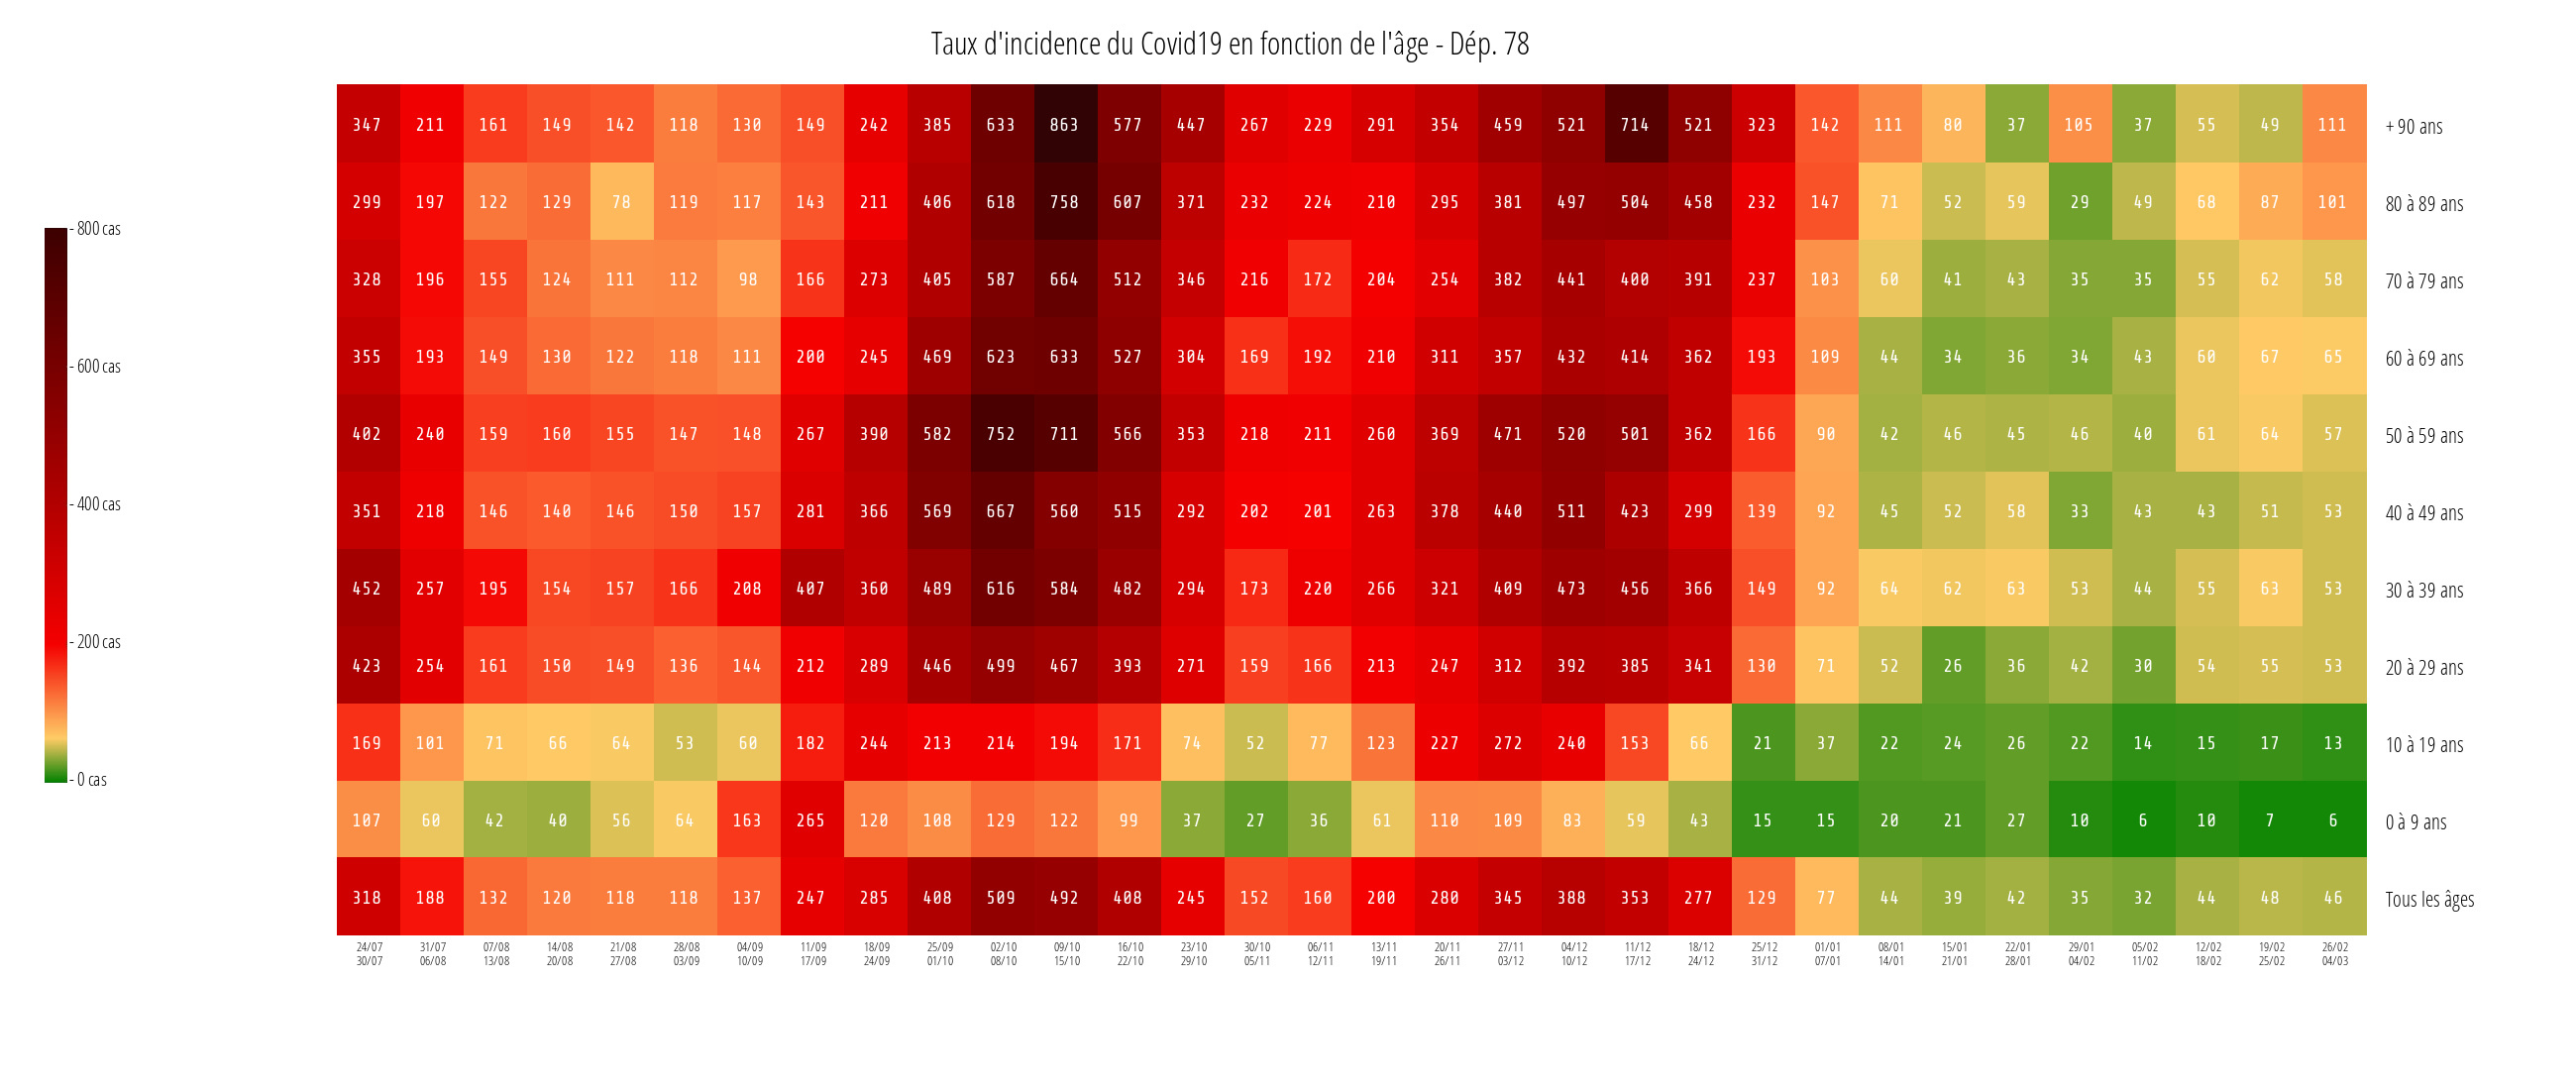 Taux d'incidence du Covid19 en fonction de l'âge - Dép. 78
347 211 161 149 142 118 130 149 242 385 633 863 577 447 267 229 291 354 459 521 714 521 323 142 111 80 37 105 37 55 49 111 + 90 ans
299 197 122 129 78 119 117 143 211 406 618 758 607 371 232 224 210 295 381 497 504 458 232 147 71 52 59 29 49 68 87 101 80 à 89 ans
- 800 cas
328 196 155 124 111 112 98 166 273 405 587 664 512 346 216 172 204 254 382 441 400 391 237 103 60 41 43 35 35 55 62 58 70 à 79 ans
355 193 149 130 122 118 111 200 245 469 623 633 527 304 169 192 210 311 357 432 414 362 193 109 44 34 36 34 43 60 67 65 60 à 69 ans
- 600 cas
402 240 159 160 155 147 148 267 390 582 752 711 566 353 218 211 260 369 471 520 501 362 166 90 42 46 45 46 40 61 64 57 50 à 59 ans
- 400 cas
351 218 146 140 146 150 157 281 366 569 667 560 515 292 202 201 263 378 440 511 423 299 139 92 45 52 58 33 43 43 51 53 40 à 49 ans
452 257 195 154 157 166 208 407 360 489 616 584 482 294 173 220 266 321 409 473 456 366 149 92 64 62 63 53 44 55 63 53 30 à 39 ans
- 200 cas
423 254 161 150 149 136 144 212 289 446 499 467 393 271 159 166 213 247 312 392 385 341 130 71 52 26 36 42 30 54 55 53 20 à 29 ans
169 101 71 66 64 53 60 182 244 213 214 194 171 74 52 77 123 227 272 240 153 66 21 37 22 24 26 22 14 15 17 13 10 à 19 ans
- 0 cas
107 60 42 40 56 64 163 265 120 108 129 122 99 37 27 36 61 110 109 83 59 43 15 15 20 21 27 10 6 10 7 6 0 à 9 ans
318 188 132 120 118 118 137 247 285 408 509 492 408 245 152 160 200 280 345 388 353 277 129 77 44 39 42 35 32 44 48 46 Tous les âges
24/07 31/07 07/08 14/08 21/08 28/08 04/09 11/09 18/09 25/09 02/10 09/10 16/10 23/10 30/10 06/11 13/11 20/11 27/11 04/12 11/12 18/12 25/12 01/01 08/01 15/01 22/01 29/01 05/02 12/02 19/02 26/02
30/07 06/08 13/08 20/08 27/08 03/09 10/09 17/09 24/09 01/10 08/10 15/10 22/10 29/10 05/11 12/11 19/11 26/11 03/12 10/12 17/12 24/12 31/12 07/01 14/01 21/01 28/01 04/02 11/02 18/02 25/02 04/03